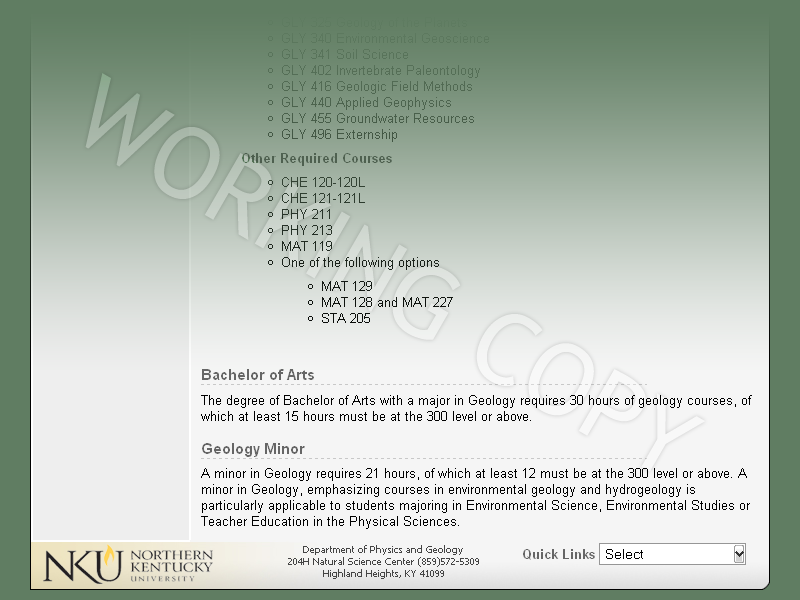 GLY 340 Environmental Geoscience
GLY 341 Soil Science
GLY 402 Invertebrate Paleontology
GLY 416 Geologic Field Methods
GLY 440 Applied Geophysics
GLY 455 Groundwater Resources
GLY 496 Externship
Other Required Courses
CHE 120-120L
CHE 121-121L
PHY 211
PHY 213
MAT 119
One of the following options
MAT 129
MAT 128 and MAT 227
STA 205
WORKING COPY
Bachelor of Arts
The degree of Bachelor of Arts with a major in Geology requires 30 hours of geology courses, of
which at least 15 hours must be at the 300 level or above.
Geology Minor
A minor in Geology requires 21 hours, of which at least 12 must be at the 300 level or above. A
minor in Geology, emphasizing courses in environmental geology and hydrogeology is
particularly applicable to students majoring in Environmental Science, Environmental Studies or
Teacher Education in the Physical Sciences.
NKU
NORTHERN
KENTUCKY
UNIVERSITY
Department of Physics and Geology
204H Natural Science Center (859)572-5309
Highland Heights, KY 41099
Quick Links
Select